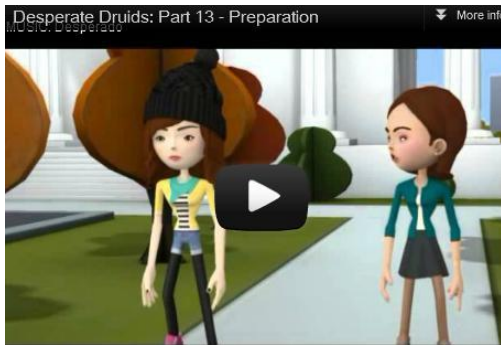 Desperate Druids: Part 13 - Preparation
More info
MUSIC: Desperado